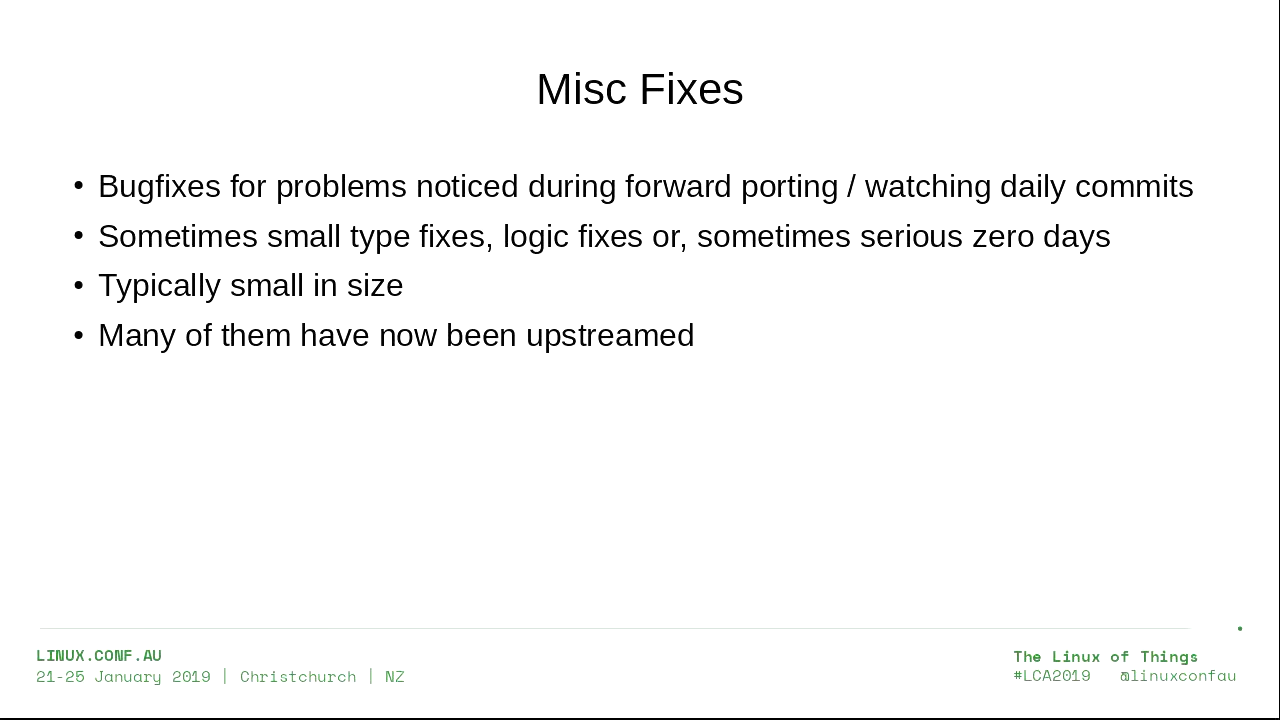 Misc Fixes
• Bugfixes for problems noticed during forward porting / watching daily commits
• Sometimes small type fixes, logic fixes or, sometimes serious zero days
• Typically small in size
• Many of them have now been upstreamed
LINUX.CONF.AU
21-25 January 2019 | Christchurch | NZ
The Linux of Things
#LCA2019 @linuxconfau